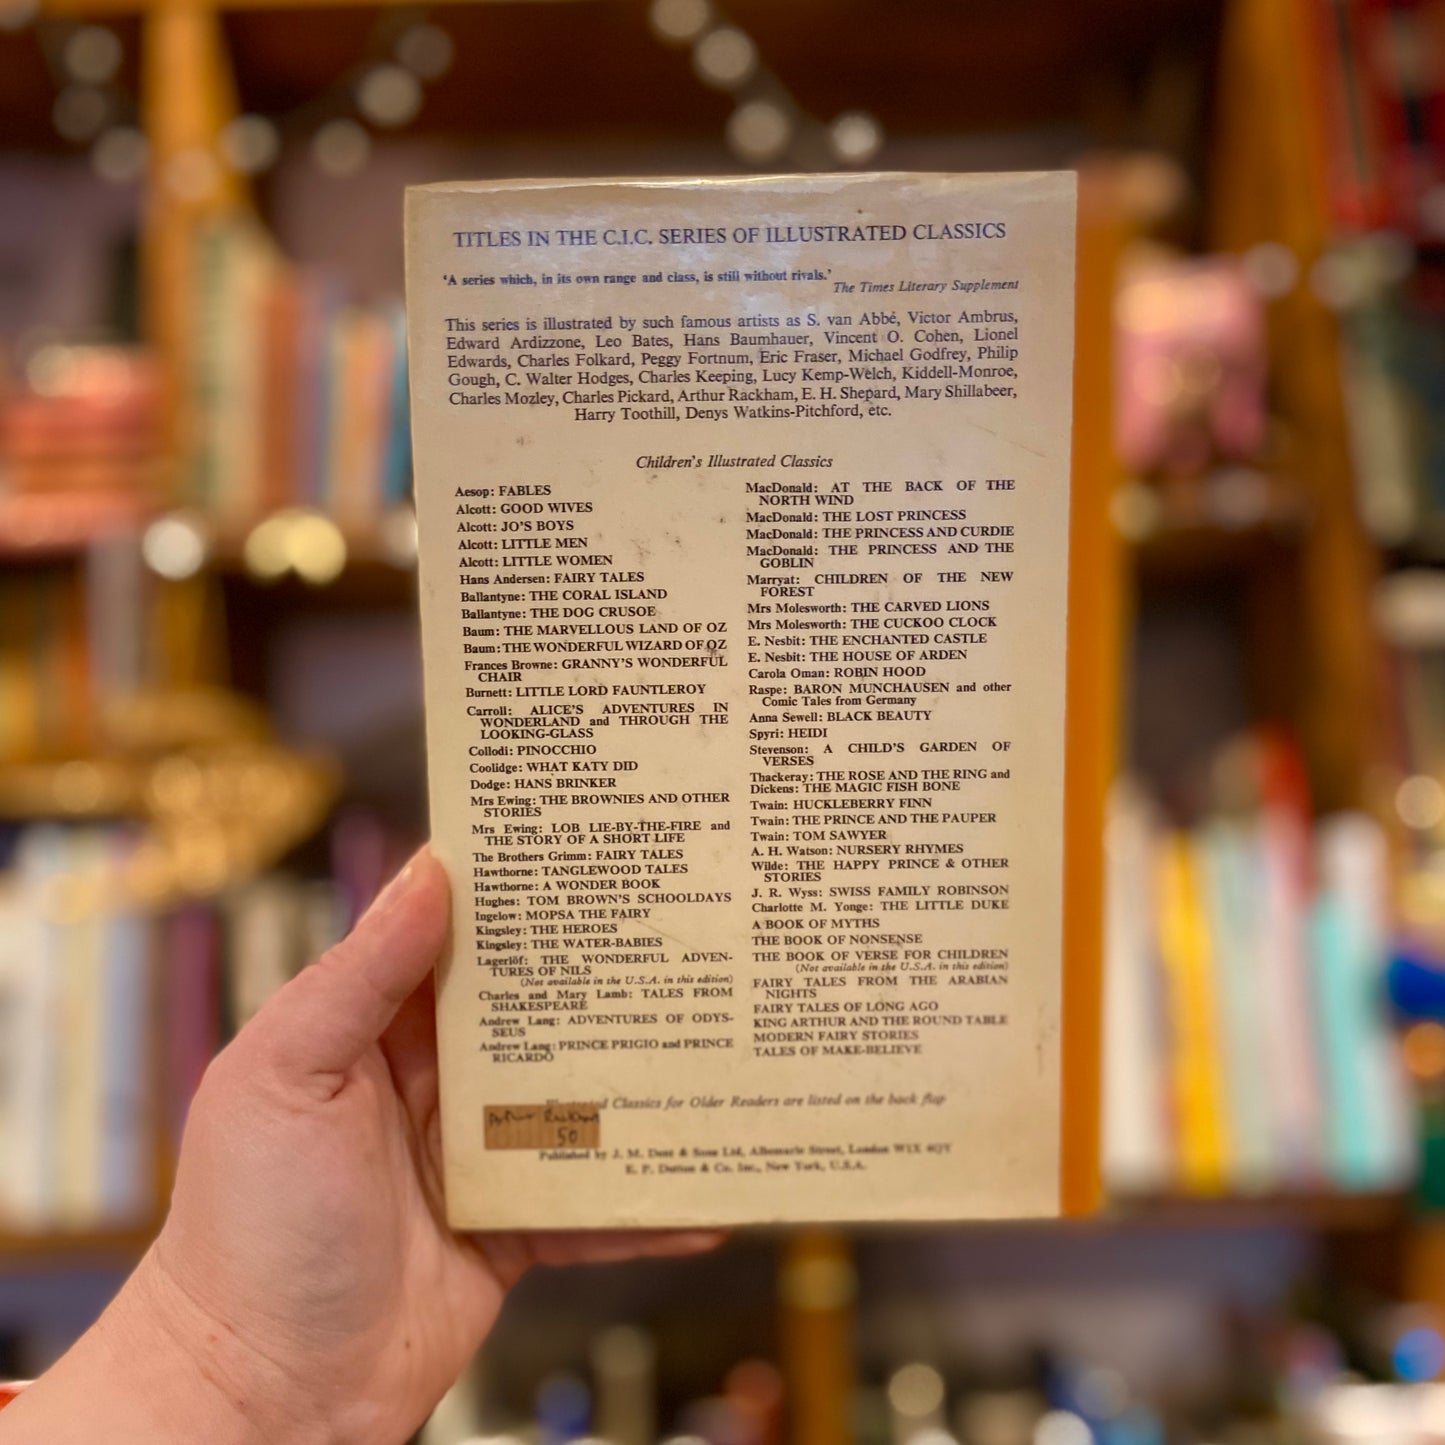 TITLES IN THE C.I.C. SERIES OF ILLUSTRATED CLASSICS
‘A series which, in its own range and class, is still without rivals.’
The Times Literary Supplement
This series is illustrated by such famous artists as S. van Abbé, Victor Ambrus,
Edward Ardizzone, Leo Bates, Hans Baumhauer, Vincent O. Cohen, Lionel
Edwards, Charles Folkard, Peggy Fortnum, Eric Fraser, Michael Godfrey, Philip
Gough, C. Walter Hodges, Charles Keeping, Lucy Kemp-Welch, Kiddell-Monroe,
Charles Mozley, Charles Pickard, Arthur Rackham, E. H. Shepard, Mary Shillabeer,
Harry Toothill, Denys Watkins-Pitchford, etc.
Children's Illustrated Classics
Aesop: FABLES
Alcott: GOOD WIVES
Alcott: JO'S BOYS
Alcott: LITTLE MEN
Alcott: LITTLE WOMEN
Hans Andersen: FAIRY TALES
Ballantyne: THE CORAL ISLAND
Ballantyne: THE DOG CRUSOE
Baum: THE MARVELLOUS LAND OF OZ
Baum: THE WONDERFUL WIZARD OF OZ
Frances Browne: GRANNY'S WONDERFUL
CHAIR
Burnett: LITTLE LORD FAUNTLEROY
Carroll: ALICE'S ADVENTURES IN
WONDERLAND and THROUGH THE
LOOKING-GLASS
Collodi: PINOCCHIO
Coolidge: WHAT KATY DID
Dodge: HANS BRINKER
Mrs Ewing: THE BROWNIES AND OTHER
STORIES
Mrs Ewing: LOB LIE-BY-THE-FIRE and
THE STORY OF A SHORT LIFE
The Brothers Grimm: FAIRY TALES
Hawthorne: TANGLEWOOD TALES
Hawthorne: A WONDER BOOK
Hughes: TOM BROWN'S SCHOOLDAYS
Ingelow: MOPSA THE FAIRY
Kingsley: THE HEROES
Kingsley: THE WATER-BABIES
Lagerlöf: THE WONDERFUL ADVEN-
TURES OF NILS
(Not available in the U.S.A. in this edition)
Charles and Mary Lamb: TALES FROM
SHAKESPEARE
Andrew Lang: ADVENTURES OF ODYS-
SEUS
Andrew Lang: PRINCE PRIGIO and PRINCE
RICARDO
MacDonald: AT THE BACK OF THE
NORTH WIND
MacDonald: THE LOST PRINCESS
MacDonald: THE PRINCESS AND CURDIE
MacDonald: THE PRINCESS AND THE
GOBLIN
Marryat: CHILDREN OF THE NEW
FOREST
Mrs Molesworth: THE CARVED LIONS
Mrs Molesworth: THE CUCKOO CLOCK
E. Nesbit: THE ENCHANTED CASTLE
E. Nesbit: THE HOUSE OF ARDEN
Carola Oman: ROBIN HOOD
Raspe: BARON MUNCHAUSEN and other
Comic Tales from Germany
Anna Sewell: BLACK BEAUTY
Spyri: HEIDI
Stevenson: A CHILD'S GARDEN OF
VERSES
Thackeray: THE ROSE AND THE RING and
Dickens: THE MAGIC FISH BONE
Twain: HUCKLEBERRY FINN
Twain: THE PRINCE AND THE PAUPER
Twain: TOM SAWYER
A. H. Watson: NURSERY RHYMES
Wilde: THE HAPPY PRINCE & OTHER
STORIES
J. R. Wyss: SWISS FAMILY ROBINSON
Charlotte M. Yonge: THE LITTLE DUKE
A BOOK OF MYTHS
THE BOOK OF NONSENSE
THE BOOK OF VERSE FOR CHILDREN
(Not available in the U.S.A. in this edition)
FAIRY TALES FROM THE ARABIAN
NIGHTS
FAIRY TALES OF LONG AGO
KING ARTHUR AND THE ROUND TABLE
MODERN FAIRY STORIES
TALES OF MAKE-BELIEVE
Classics for Older Readers are listed on the back flap
Arthur Rackham
50
Published by J. M. Dent & Sons Ltd, Albemarle Street, London W1X 4QY
E. P. Dutton & Co. Inc., New York, U.S.A.